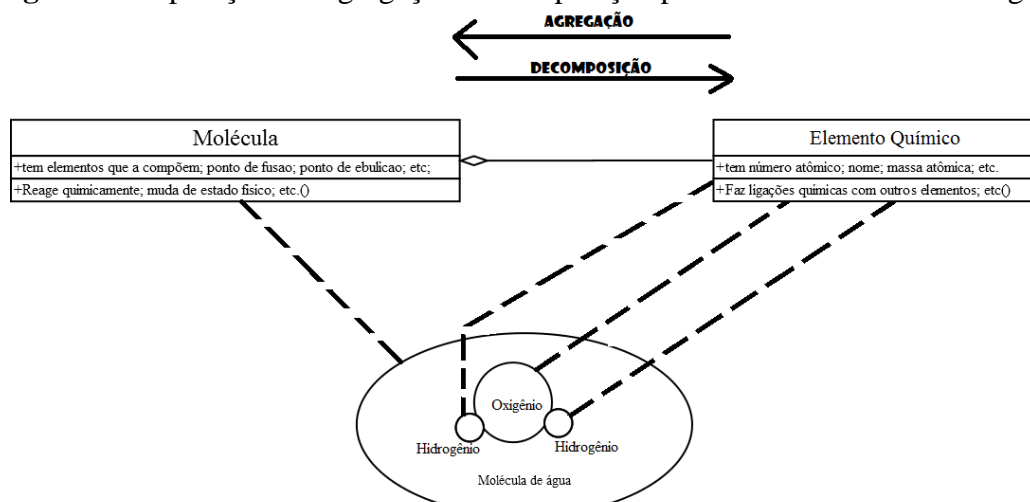 AGREGAÇÃO
DECOMPOSIÇÃO
Molécula
+tem elementos que a compõem; ponto de fusao; ponto de ebulicao; etc;
+Reage quimicamente; muda de estado fisico; etc.()
Elemento Químico
+tem número atômico; nome; massa atômica; etc.
+Faz ligações químicas com outros elementos; etc()
Oxigênio
Hidrogênio
Hidrogênio
Molécula de água